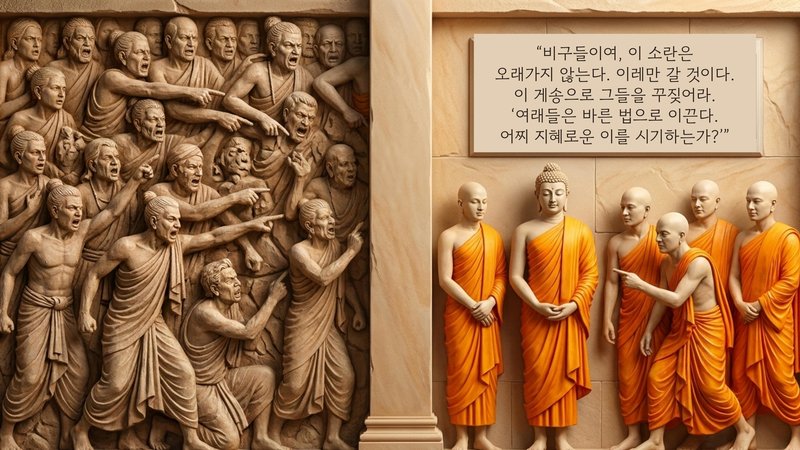 “비구들이여, 이 소란은
오래가지 않는다. 이레만 갈 것이다.
이 게송으로 그들을 꾸짖어라.
‘여래들은 바른 법으로 이끈다.
어찌 지혜로운 이를 시기하는가?’”